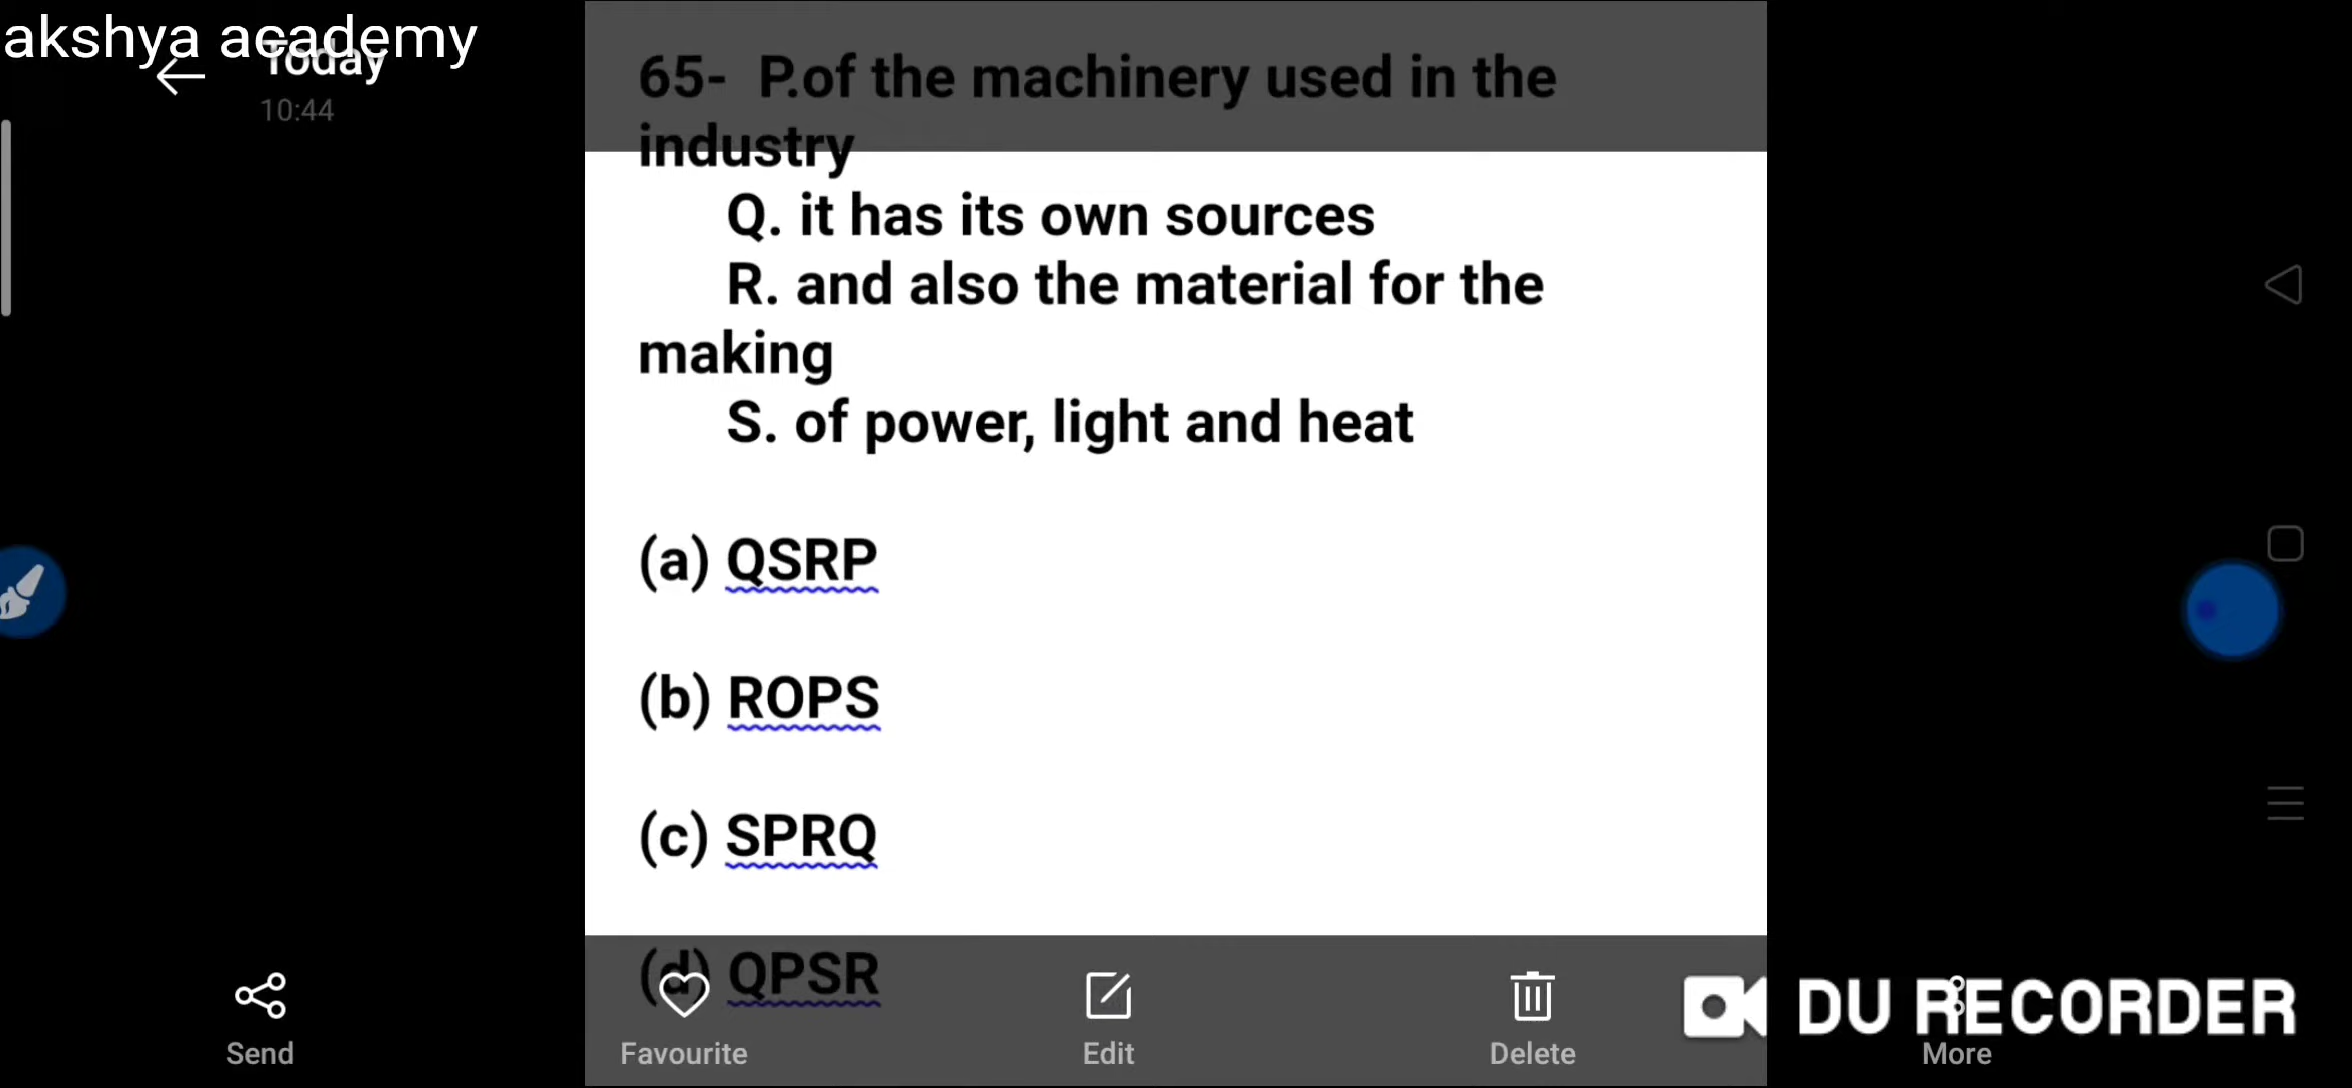 akshya academy
Today
10:44
65- P.of the machinery used in the
industry
Q. it has its own sources
R. and also the material for the
making
S. of power, light and heat
(a) QSRP
(b) ROPS
(c) SPRQ
(d) QPSR
Send
Favourite
Edit
Delete
More
DU RECORDER